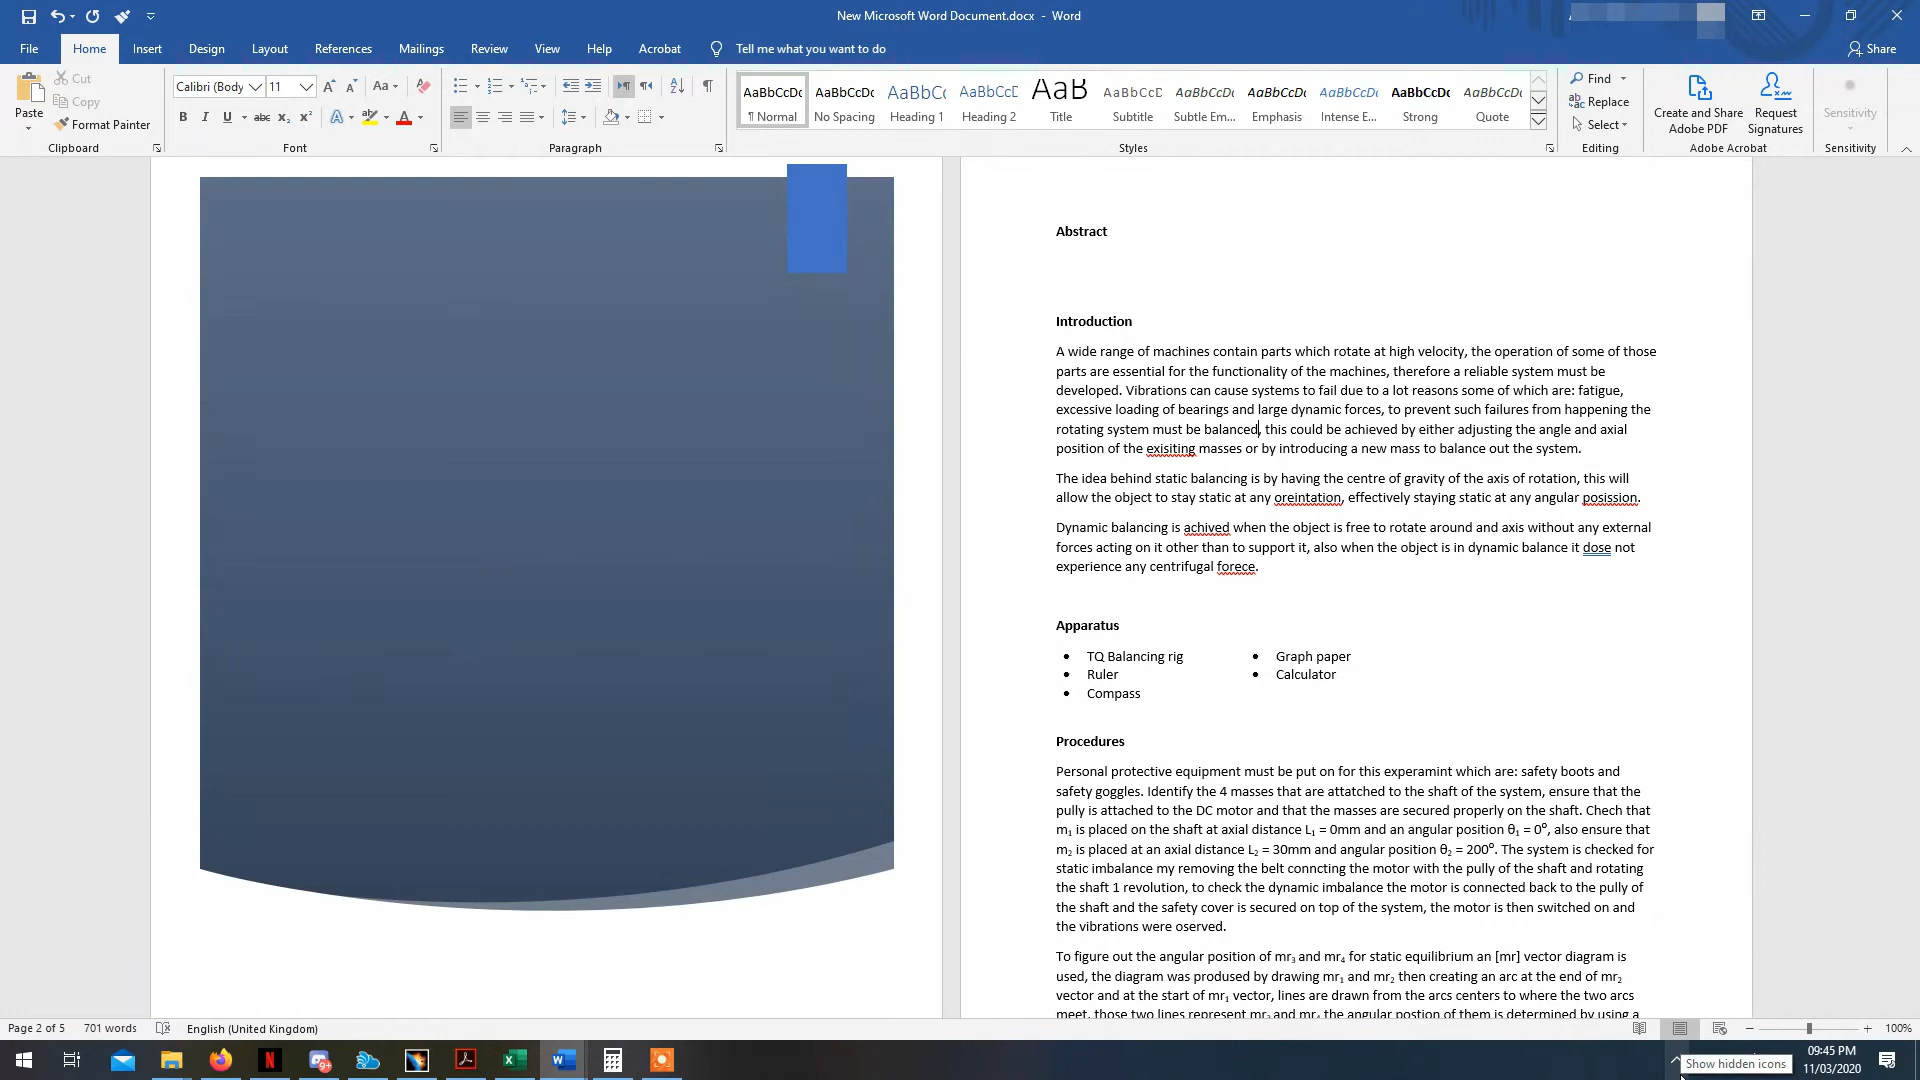 New Microsoft Word Document.docx - Word
File Home Insert Design Layout References Mailings Review View Help Acrobat Tell me what you want to do Share
Cut
Copy
Format Painter
Paste
Clipboard
Calibri (Body 11 Aa
B I U abc x₂ x² A A
Font
Paragraph
AaBbCcDc AaBbCcDc AaBbCc AaBbCcD AaB AaBbCcD AaBbCcDc AaBbCcDc AaBbCcDc AaBbCcDc AaBbCcDc
¶ Normal No Spacing Heading 1 Heading 2 Title Subtitle Subtle Em... Emphasis Intense E... Strong Quote
Styles
Find
Replace
Select
Editing
Create and Share Adobe PDF
Request Signatures
Adobe Acrobat
Sensitivity
Sensitivity
Abstract
Introduction
A wide range of machines contain parts which rotate at high velocity, the operation of some of those
parts are essential for the functionality of the machines, therefore a reliable system must be
developed. Vibrations can cause systems to fail due to a lot reasons some of which are: fatigue,
excessive loading of bearings and large dynamic forces, to prevent such failures from happening the
rotating system must be balanced, this could be achieved by either adjusting the angle and axial
position of the exisiting masses or by introducing a new mass to balance out the system.
The idea behind static balancing is by having the centre of gravity of the axis of rotation, this will
allow the object to stay static at any oreintation, effectively staying static at any angular posission.
Dynamic balancing is achived when the object is free to rotate around and axis without any external
forces acting on it other than to support it, also when the object is in dynamic balance it dose not
experience any centrifugal forece.
Apparatus
• TQ Balancing rig
• Ruler
• Compass
• Graph paper
• Calculator
Procedures
Personal protective equipment must be put on for this experamint which are: safety boots and
safety goggles. Identify the 4 masses that are attatched to the shaft of the system, ensure that the
pully is attached to the DC motor and that the masses are secured properly on the shaft. Chech that
m₁ is placed on the shaft at axial distance L₁ = 0mm and an angular position θ₁ = 0⁰, also ensure that
m₂ is placed at an axial distance L₂ = 30mm and angular position θ₂ = 200⁰. The system is checked for
static imbalance my removing the belt conncting the motor with the pully of the shaft and rotating
the shaft 1 revolution, to check the dynamic imbalance the motor is connected back to the pully of
the shaft and the safety cover is secured on top of the system, the motor is then switched on and
the vibrations were oserved.
To figure out the angular position of mr₃ and mr₄ for static equilibrium an [mr] vector diagram is
used, the diagram was prodused by drawing mr₁ and mr₂ then creating an arc at the end of mr₂
vector and at the start of mr₁ vector, lines are drawn from the arcs centers to where the two arcs
meet, those two lines represent mr₃ and mr₄ the angular postion of them is determined by using a
Page 2 of 5 701 words English (United Kingdom) 100%
Show hidden icons
09:45 PM
11/03/2020